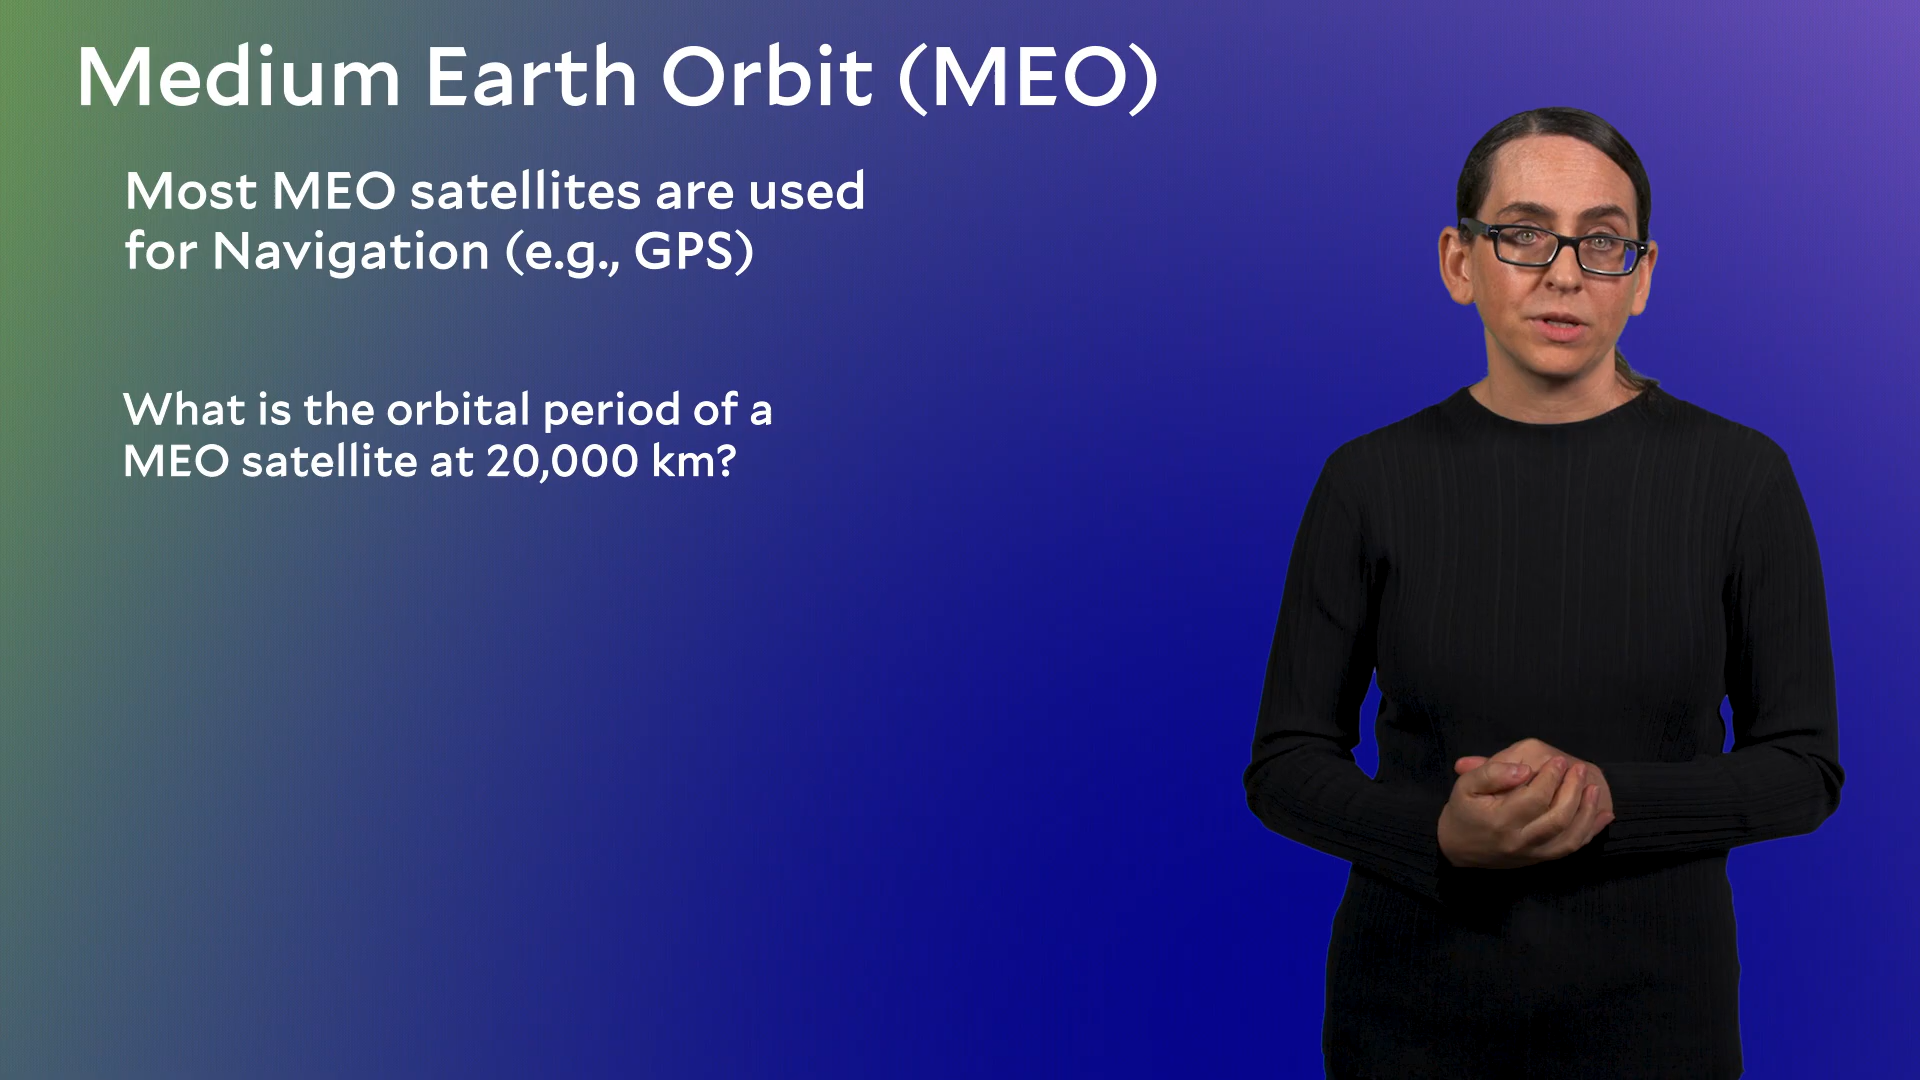 Medium Earth Orbit (MEO)
Most MEO satellites are used
for Navigation (e.g., GPS)
What is the orbital period of a
MEO satellite at 20,000 km?